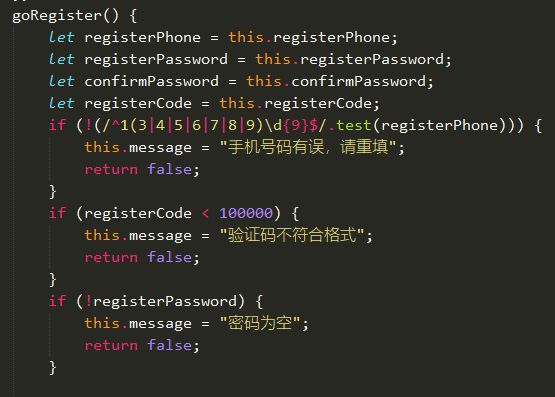 goRegister() {
let registerPhone = this.registerPhone;
let registerPassword = this.registerPassword;
let confirmPassword = this.confirmPassword;
let registerCode = this.registerCode;
if (!(/^1(3|4|5|6|7|8|9)\d{9}$/.test(registerPhone))) {
this.message = "手机号码有误，请重填";
return false;
}
if (registerCode < 100000) {
this.message = "验证码不符合格式";
return false;
}
if (!registerPassword) {
this.message = "密码为空";
return false;
}